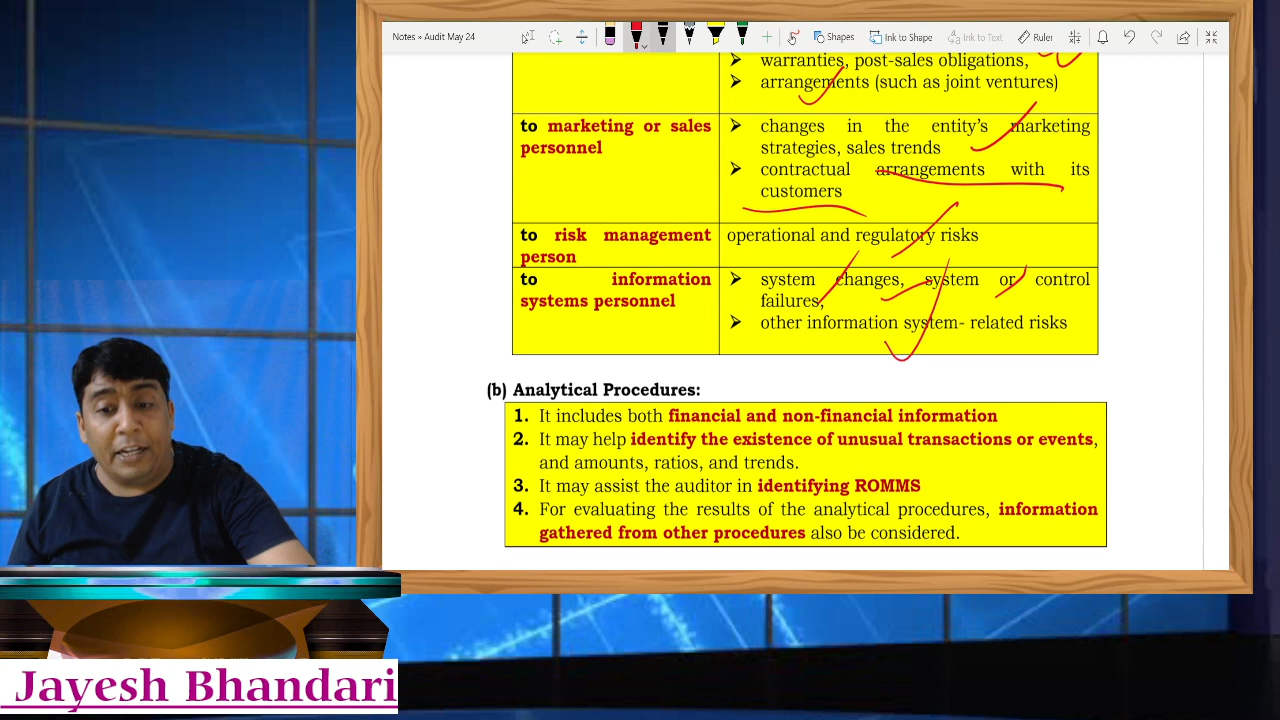 Notes » Audit May 24
Shapes
Ink to Shape
Ink to Text
Ruler
➢ warranties, post-sales obligations,
➢ arrangements (such as joint ventures)
to marketing or sales
personnel
➢ changes in the entity's marketing
strategies, sales trends
➢ contractual arrangements with its
customers
to risk management
person
operational and regulatory risks
to information
systems personnel
➢ system changes, system or control
failures,
➢ other information system- related risks
(b) Analytical Procedures:
1. It includes both financial and non-financial information
2. It may help identify the existence of unusual transactions or events,
and amounts, ratios, and trends.
3. It may assist the auditor in identifying ROMMS
4. For evaluating the results of the analytical procedures, information
gathered from other procedures also be considered.
Jayesh Bhandari